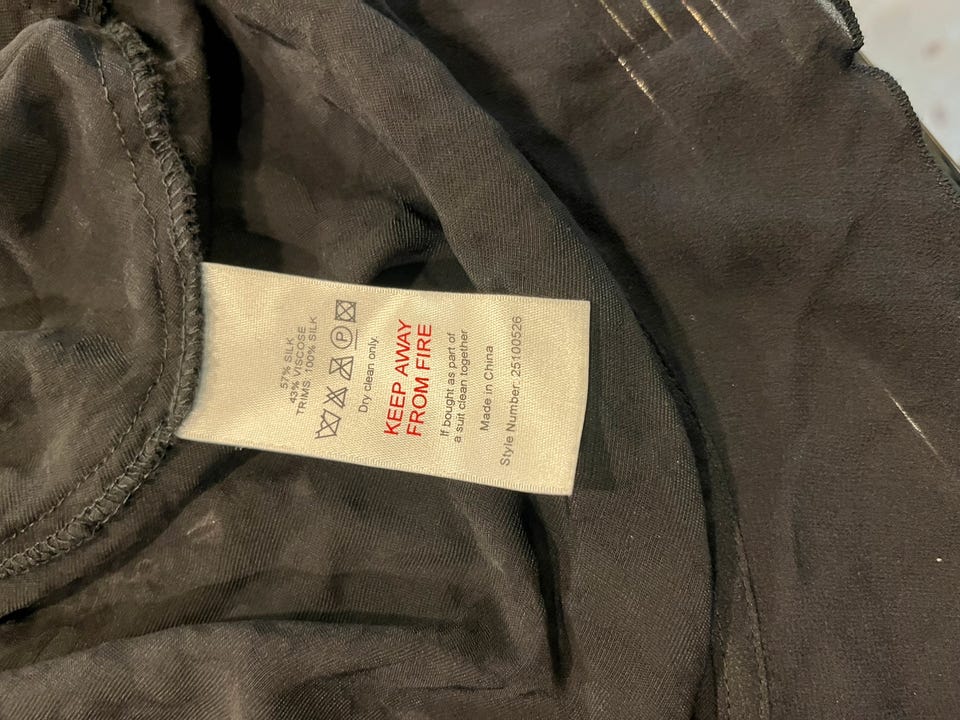 57% SILK
43% VISCOSE
TRIMS: 100% SILK
P
Dry clean only.
KEEP AWAY
FROM FIRE
If bought as part of
a suit clean together
Made in China
Style Number: 25100526